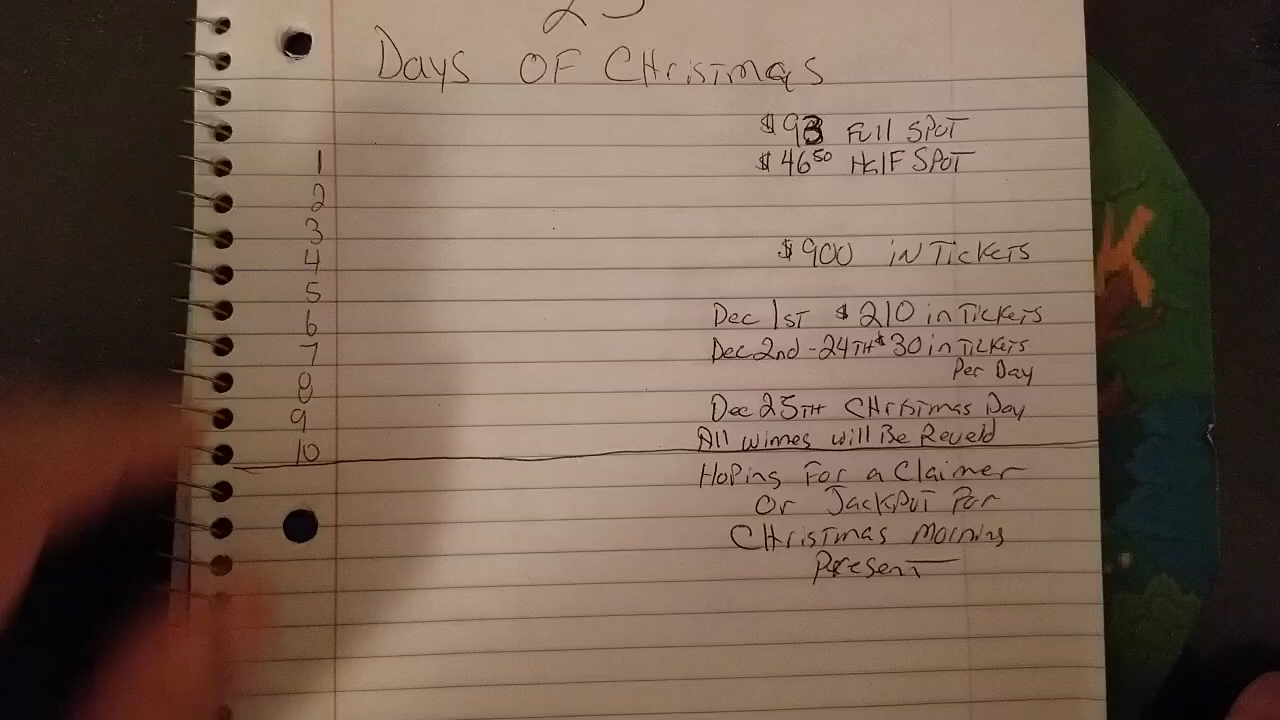 25
Days OF CHristmas
$93 Full SPOT
$46 50 HalF SPOT
1
2
3
$900 in Tickets
4
5
6
Dec 1st $210 in Tickets
7
Dec 2nd - 24TH $30 in Tickets
Per Day
8
9
Dec 25TH CHristmas Day
10
All winnes will Be Reveld
Hoping For a Claimer
Or JackPot For
CHristmas Morning
Present